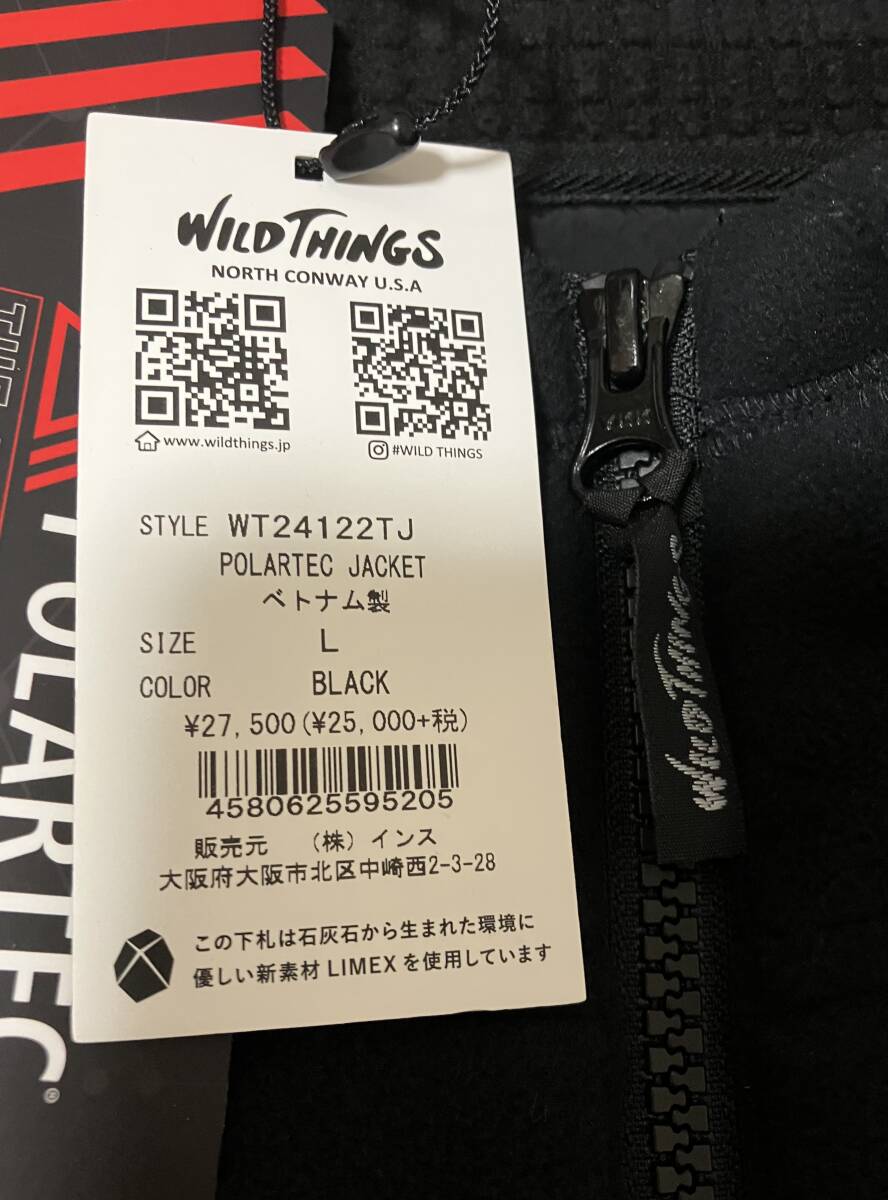 WILDTHINGS
NORTH CONWAY U.S.A
www.wildthings.jp
#WILD THINGS
STYLE WT24122TJ
POLARTEC JACKET
ベトナム製
SIZE L
COLOR BLACK
¥27,500(¥25,000+税)
4580625595205
販売元 (株)インス
大阪府大阪市北区中崎西2-3-28
この下札は石灰石から生まれた環境に
優しい新素材 LIMEX を使用しています
POLARTEC®
YKK
WILD THINGS